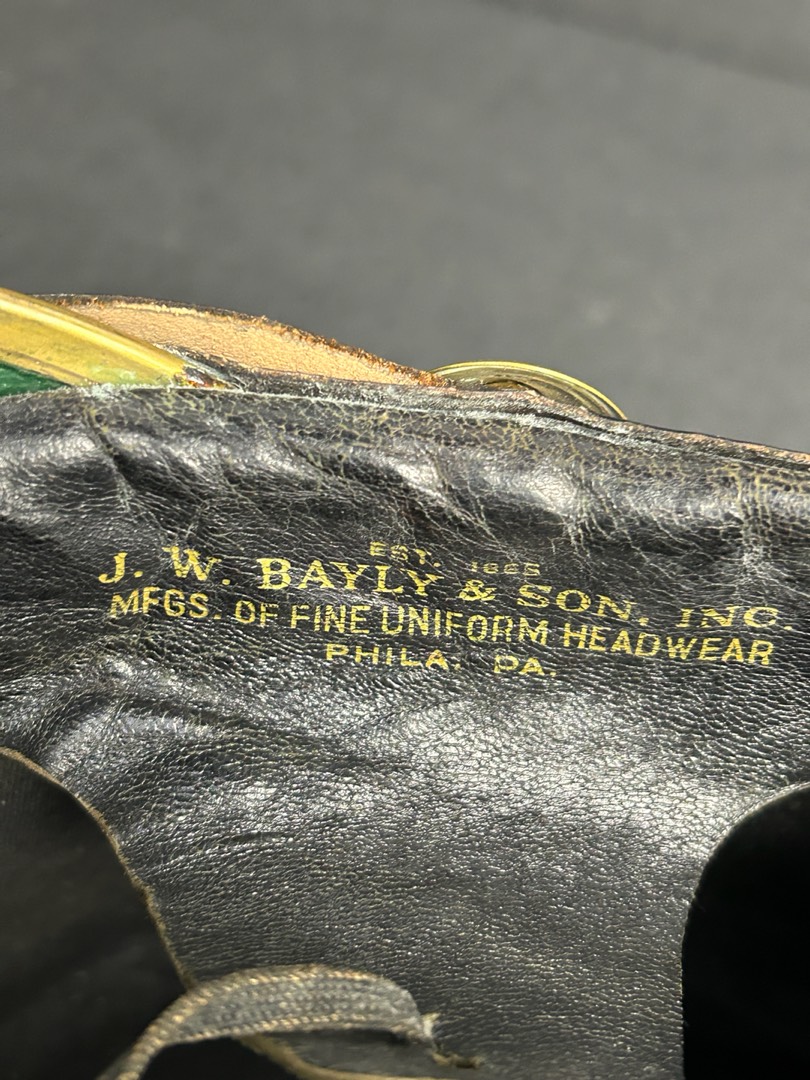 EST. 1885
J. W. BAYLY & SON, INC.
MFGS. OF FINE UNIFORM HEADWEAR
PHILA. PA.